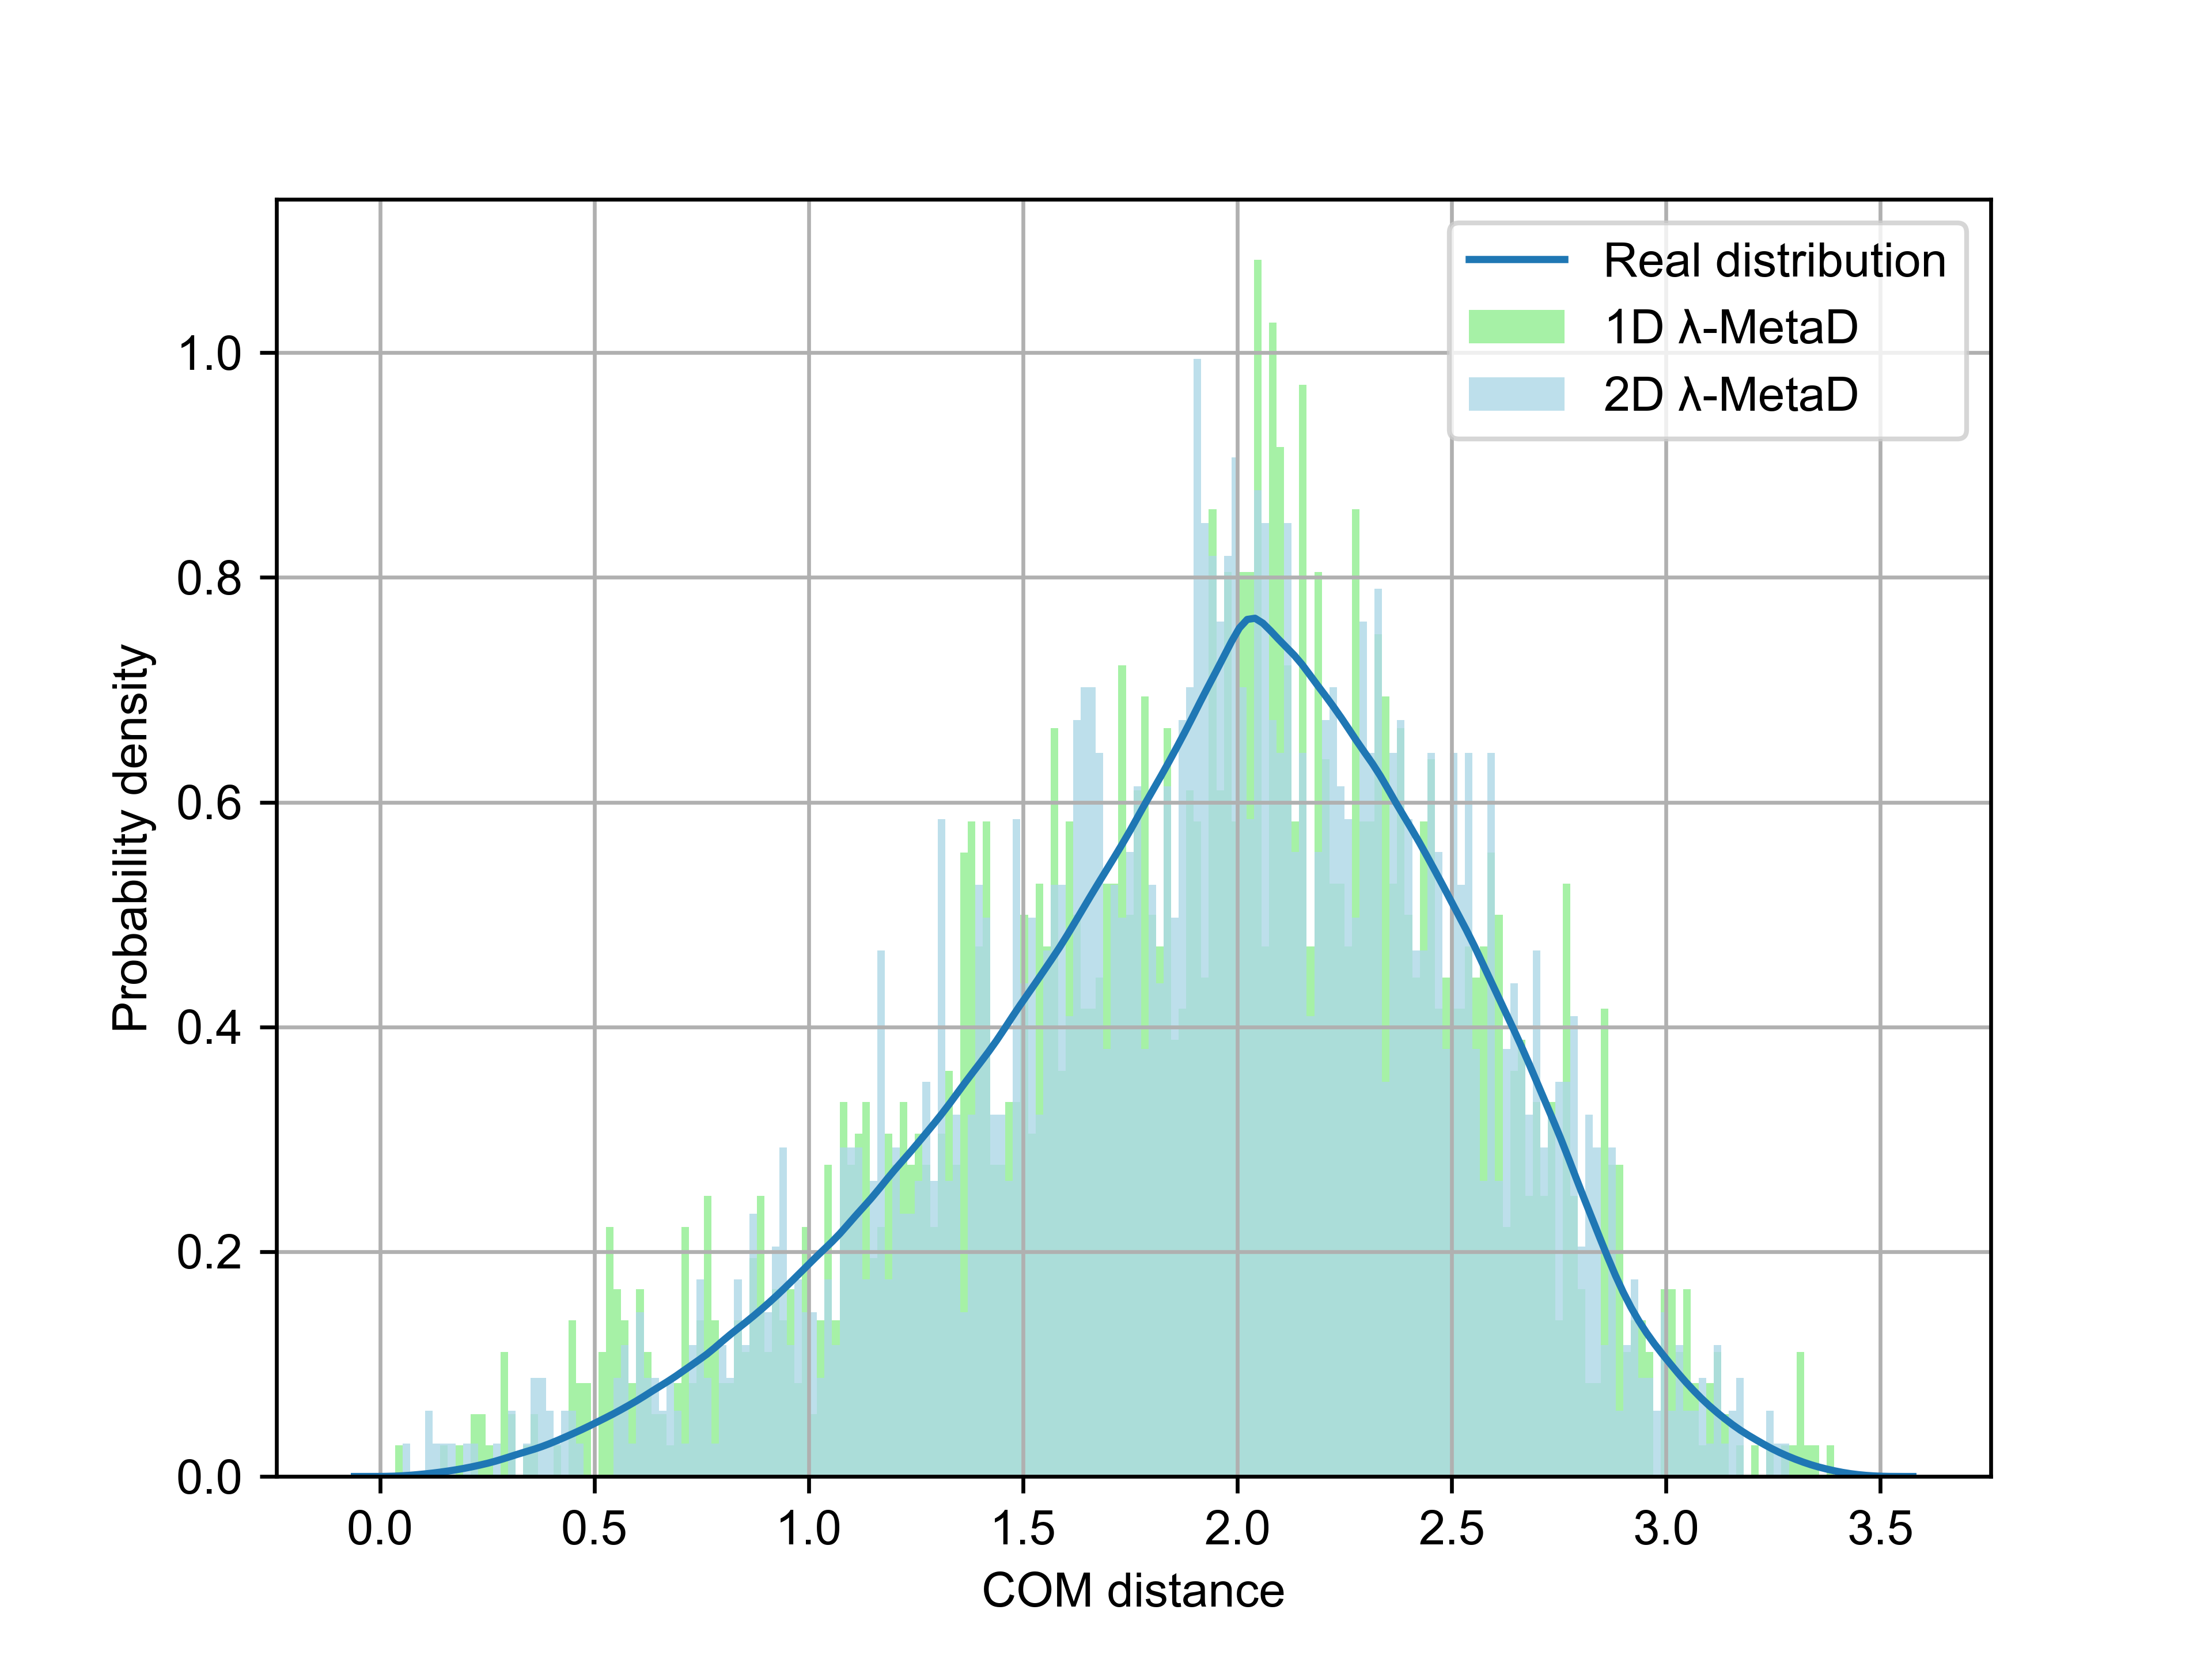 Real distribution
1D λ-MetaD
2D λ-MetaD
1.0
0.8
0.6
0.4
0.2
0.0
Probability density
0.0 0.5 1.0 1.5 2.0 2.5 3.0 3.5
COM distance